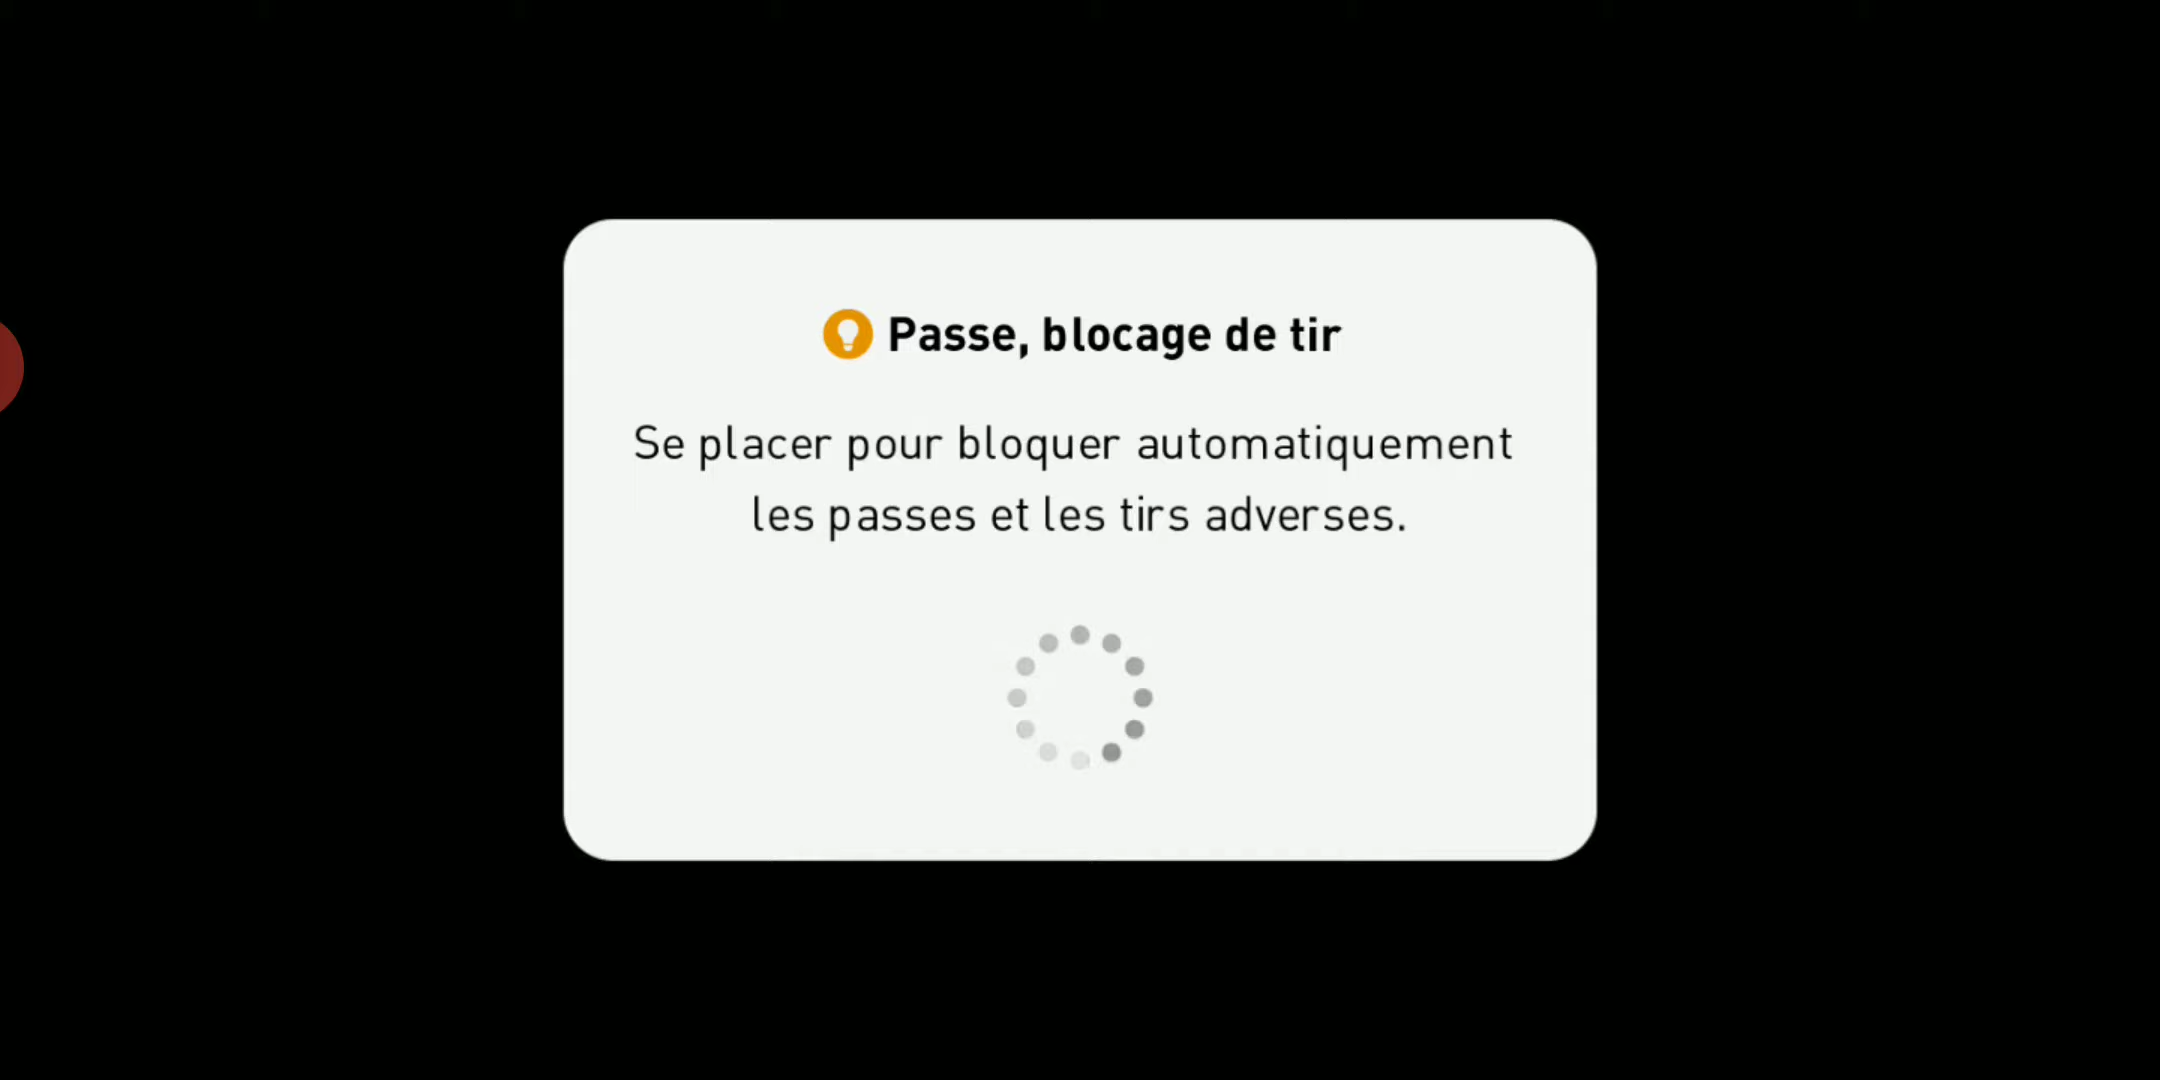 Passe, blocage de tir
Se placer pour bloquer automatiquement
les passes et les tirs adverses.